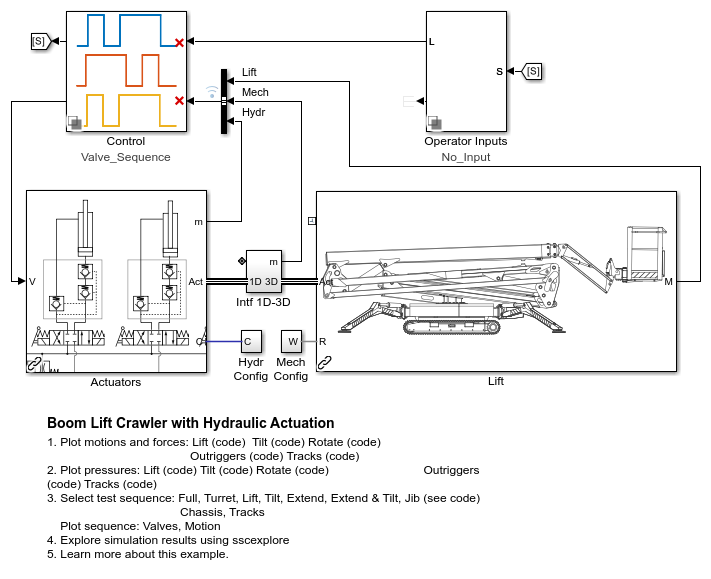 [S]
L
S
[S]
Lift
Mech
Hydr
Control
Valve_Sequence
Operator Inputs
No_Input
m
V
Act
m
1D 3D
Intf 1D-3D
Act
M
C
C
Hydr
Config
W
Mech
Config
R
Actuators
Lift
Boom Lift Crawler with Hydraulic Actuation
1. Plot motions and forces: Lift (code) Tilt (code) Rotate (code)
Outriggers (code) Tracks (code)
2. Plot pressures: Lift (code) Tilt (code) Rotate (code) Outriggers
(code) Tracks (code)
3. Select test sequence: Full, Turret, Lift, Tilt, Extend, Extend & Tilt, Jib (see code)
Chassis, Tracks
Plot sequence: Valves, Motion
4. Explore simulation results using sscexplore
5. Learn more about this example.